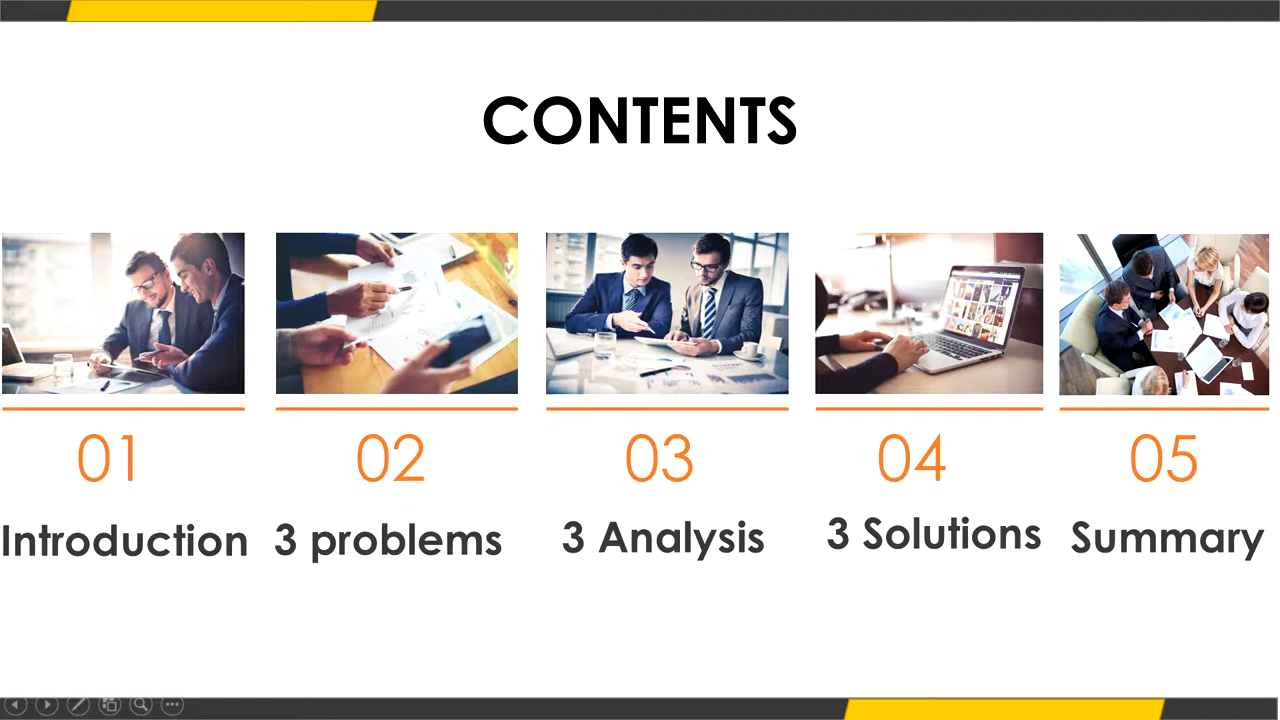 CONTENTS
01
02
03
04
05
Introduction
3 problems
3 Analysis
3 Solutions
Summary